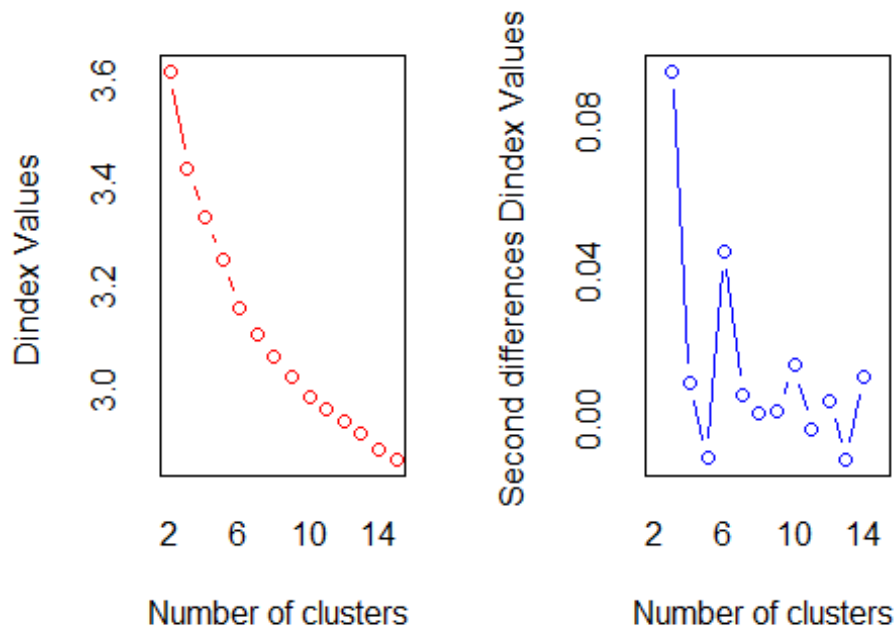 Dindex Values
3.6
3.4
3.2
3.0
2 6 10 14
Number of clusters
Second differences Dindex Values
0.08
0.04
0.00
2 6 10 14
Number of clusters